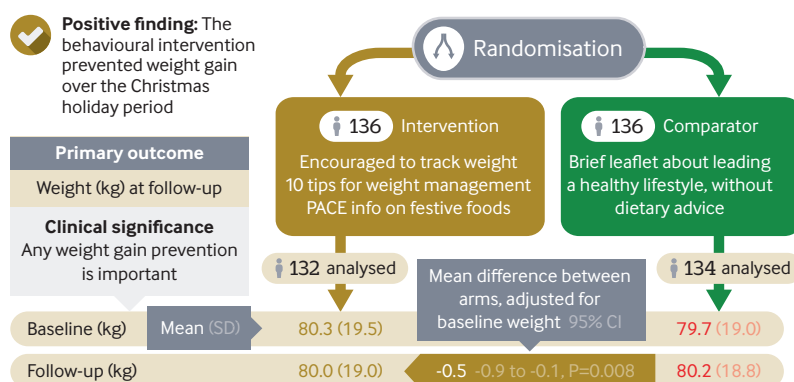 Positive finding: The
behavioural intervention
prevented weight gain
over the Christmas
holiday period
Randomisation
136 Intervention
Encouraged to track weight
10 tips for weight management
PACE info on festive foods
136 Comparator
Brief leaflet about leading
a healthy lifestyle, without
dietary advice
Primary outcome
Weight (kg) at follow-up
Clinical significance
Any weight gain prevention
is important
132 analysed
134 analysed
Mean difference between
arms, adjusted for
baseline weight 95% CI
Baseline (kg) Mean (SD) 80.3 (19.5) 79.7 (19.0)
Follow-up (kg) 80.0 (19.0) -0.5 -0.9 to -0.1, P=0.008 80.2 (18.8)